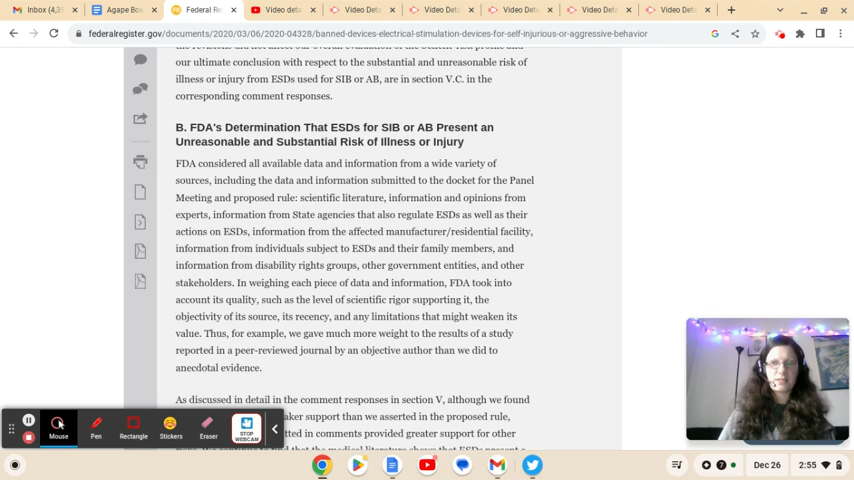 Inbox (4,35
Agape Boa
Federal Re
Video deta
Video Deta
Video Deta
Video Deta
Video Deta
Video Deta
federalregister.gov/documents/2020/03/06/2020-04328/banned-devices-electrical-stimulation-devices-for-self-injurious-or-aggressive-behavior
our ultimate conclusion with respect to the substantial and unreasonable risk of
illness or injury from ESDs used for SIB or AB, are in section V.C. in the
corresponding comment responses.
B. FDA's Determination That ESDs for SIB or AB Present an
Unreasonable and Substantial Risk of Illness or Injury
FDA considered all available data and information from a wide variety of
sources, including the data and information submitted to the docket for the Panel
Meeting and proposed rule: scientific literature, information and opinions from
experts, information from State agencies that also regulate ESDs as well as their
actions on ESDs, information from the affected manufacturer/residential facility,
information from individuals subject to ESDs and their family members, and
information from disability rights groups, other government entities, and other
stakeholders. In weighing each piece of data and information, FDA took into
account its quality, such as the level of scientific rigor supporting it, the
objectivity of its source, its recency, and any limitations that might weaken its
value. Thus, for example, we gave much more weight to the results of a study
reported in a peer-reviewed journal by an objective author than we did to
anecdotal evidence.
As discussed in detail in the comment responses in section V, although we found
aker support than we asserted in the proposed rule,
tted in comments provided greater support for other
Mouse
Pen
Rectangle
Stickers
Eraser
STOP
WEBCAM
7
Dec 26
2:55